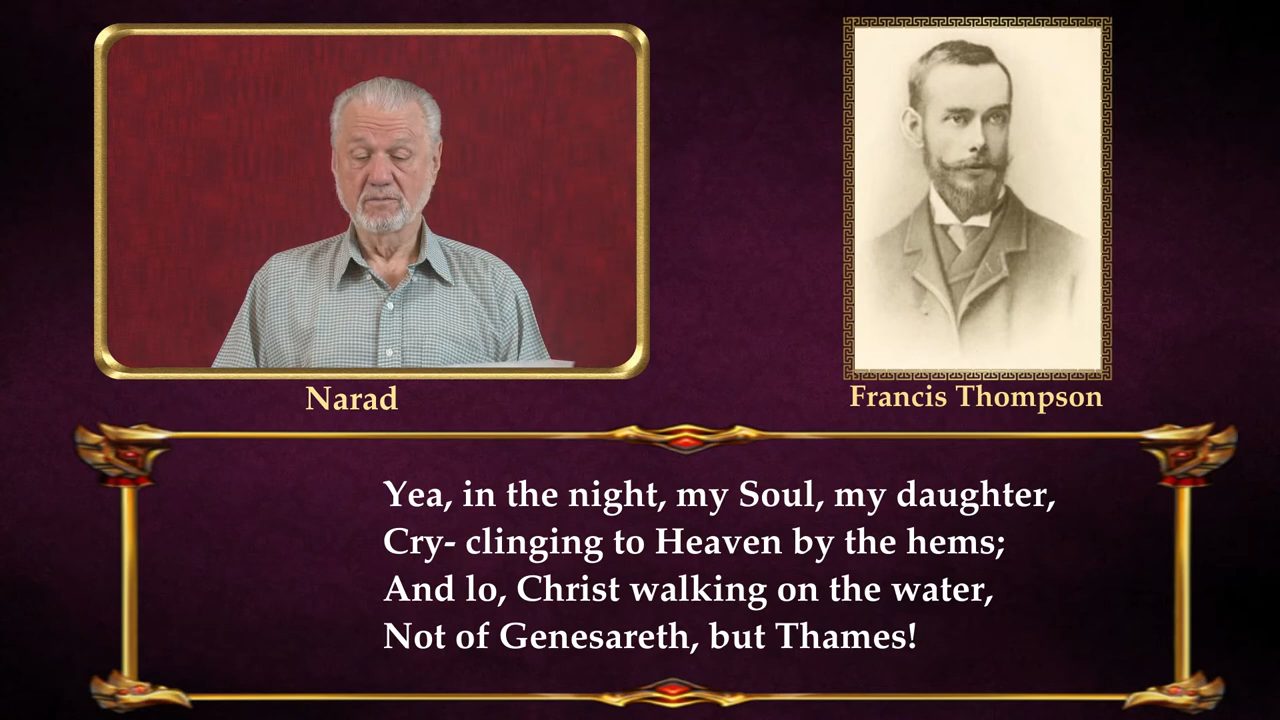 Narad
Francis Thompson
Yea, in the night, my Soul, my daughter,
Cry- clinging to Heaven by the hems;
And lo, Christ walking on the water,
Not of Genesareth, but Thames!